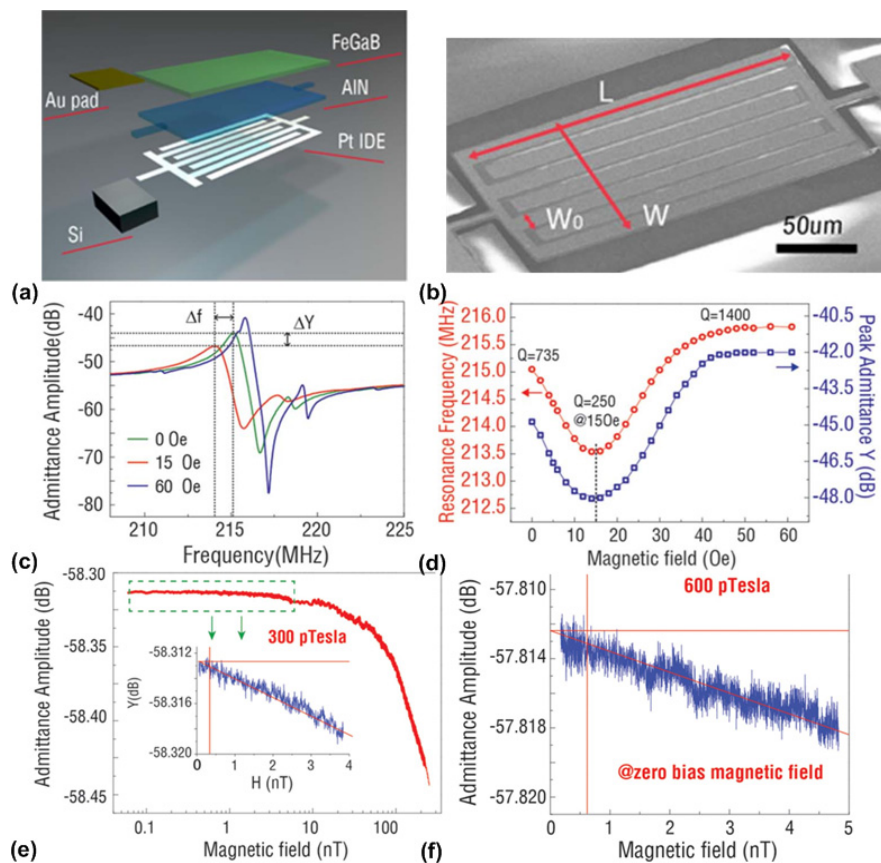 FeGaB
AlN
Au pad
Pt IDE
Si
L
W₀
W
50um
(a)
(b)
Admittance Amplitude(dB)
-40
-50
-60
-70
-80
Δf
ΔY
0 Oe
15 Oe
60 Oe
210
215
220
225
Frequency(MHz)
(c)
Resonance Frequency (MHz)
216.0
215.5
215.0
214.5
214.0
213.5
213.0
212.5
Q=735
Q=250
@15Oe
Q=1400
-40.5
-42.0
-43.5
-45.0
-46.5
-48.0
Peak Admittance Y (dB)
0 10 20 30 40 50 60
Magnetic field (Oe)
(d)
Admittance Amplitude (dB)
-58.30
-58.35
-58.40
-58.45
300 pTesla
Y(dB)
-58.312
-58.316
-58.320
0 1 2 3 4
H (nT)
0.1 1 10 100
Magnetic field (nT)
(e)
Admittance Amplitude (dB)
-57.810
-57.814
-57.818
-57.820
600 pTesla
@zero bias magnetic field
0 1 2 3 4 5
Magnetic field (nT)
(f)